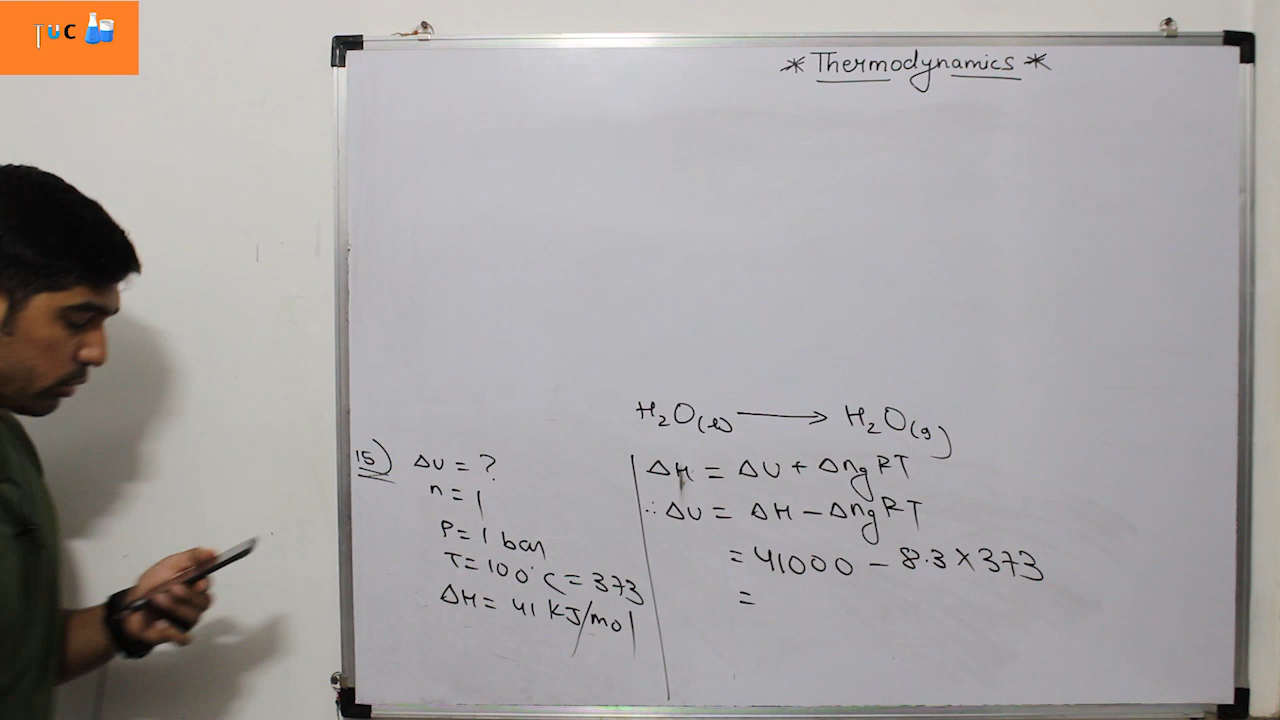 TUC
* Thermodynamics *
H₂O(l) ⟶ H₂O(g)
15) ΔU = ?
n = 1
P = 1 bar
T = 100°C = 373
ΔH = 41 KJ/mol
ΔH = ΔU + ΔngRT
∴ ΔU = ΔH − ΔngRT
= 41000 − 8.3 × 373
=